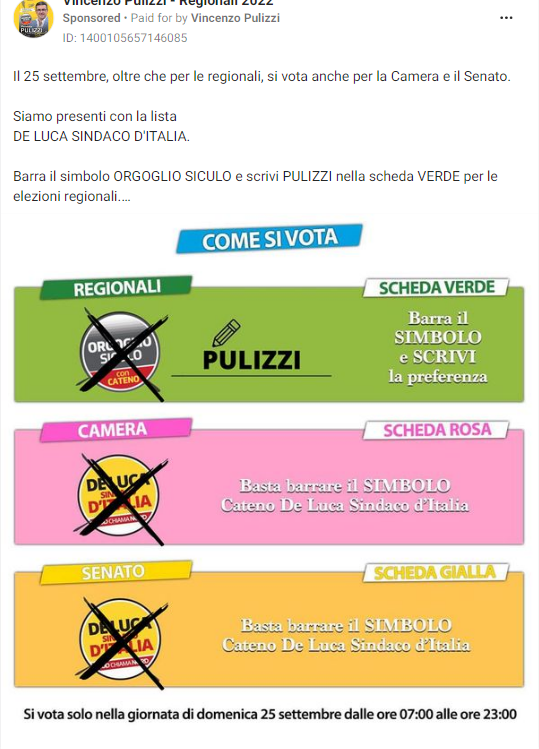 Vincenzo Pulizzi - Regionali 2022
Sponsored • Paid for by Vincenzo Pulizzi
ID: 1400105657146085
PULIZZI
Il 25 settembre, oltre che per le regionali, si vota anche per la Camera e il Senato.
Siamo presenti con la lista
DE LUCA SINDACO D'ITALIA.
Barra il simbolo ORGOGLIO SICULO e scrivi PULIZZI nella scheda VERDE per le
elezioni regionali....
COME SI VOTA
REGIONALI
SCHEDA VERDE
ORGOGLIO
SICULO
con
CATENO
PULIZZI
Barra il
SIMBOLO
e SCRIVI
la preferenza
CAMERA
SCHEDA ROSA
DE LUCA
SINDACO
D'ITALIA
Basta barrare il SIMBOLO
Cateno De Luca Sindaco d'Italia
SENATO
SCHEDA GIALLA
DE LUCA
SINDACO
D'ITALIA
Basta barrare il SIMBOLO
Cateno De Luca Sindaco d'Italia
Si vota solo nella giornata di domenica 25 settembre dalle ore 07:00 alle ore 23:00